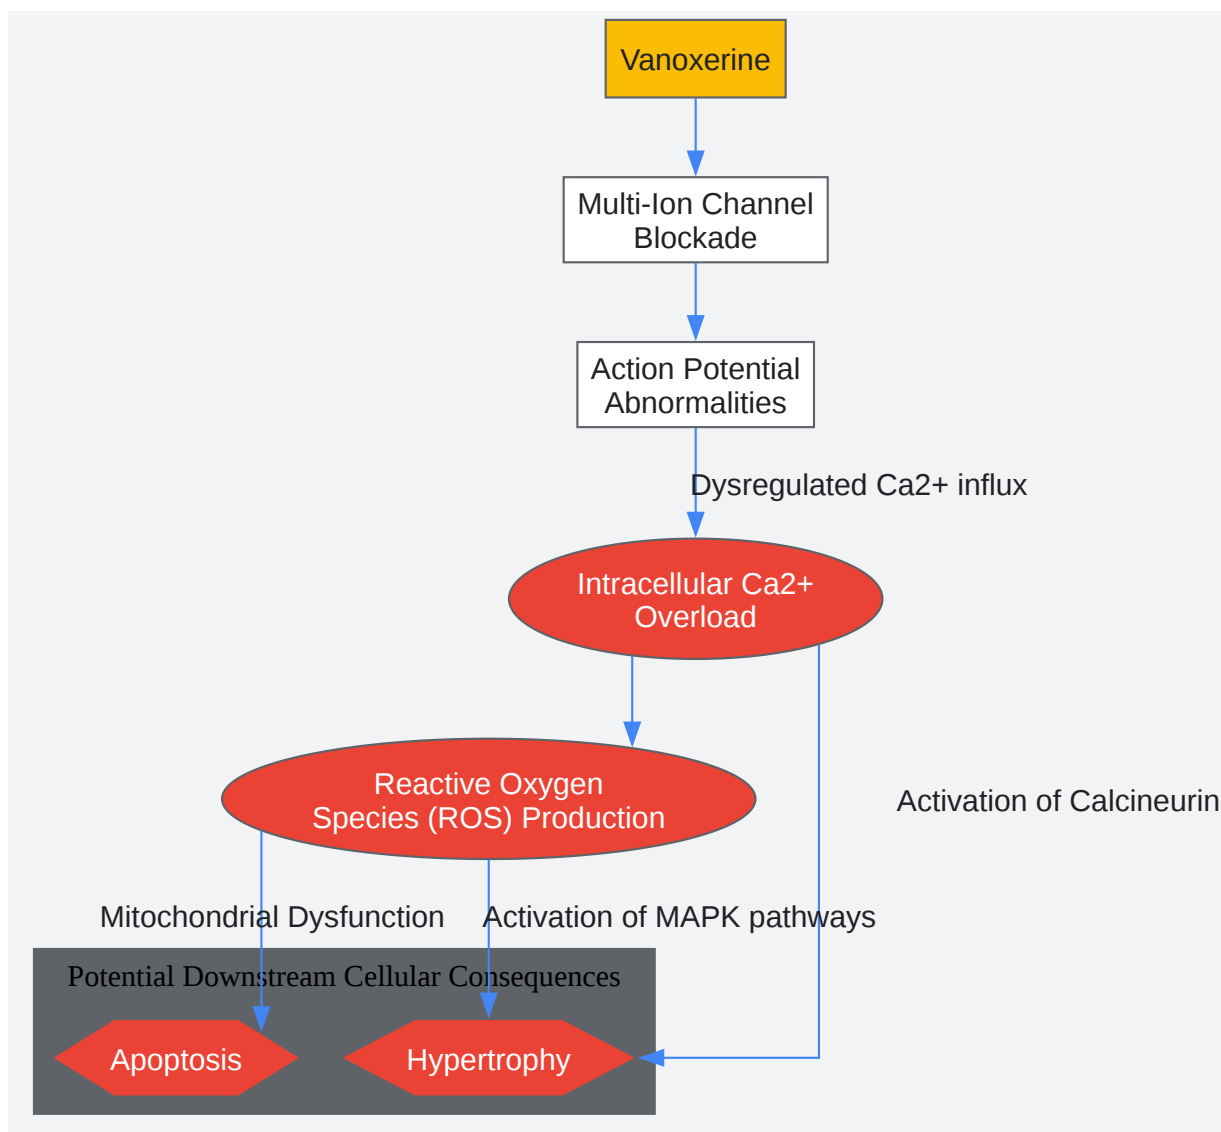 Vanoxerine
Multi-Ion Channel
Blockade
Action Potential
Abnormalities
Dysregulated Ca2+ influx
Intracellular Ca2+
Overload
Reactive Oxygen
Species (ROS) Production
Activation of Calcineurin
Mitochondrial Dysfunction
Activation of MAPK pathways
Potential Downstream Cellular Consequences
Apoptosis
Hypertrophy